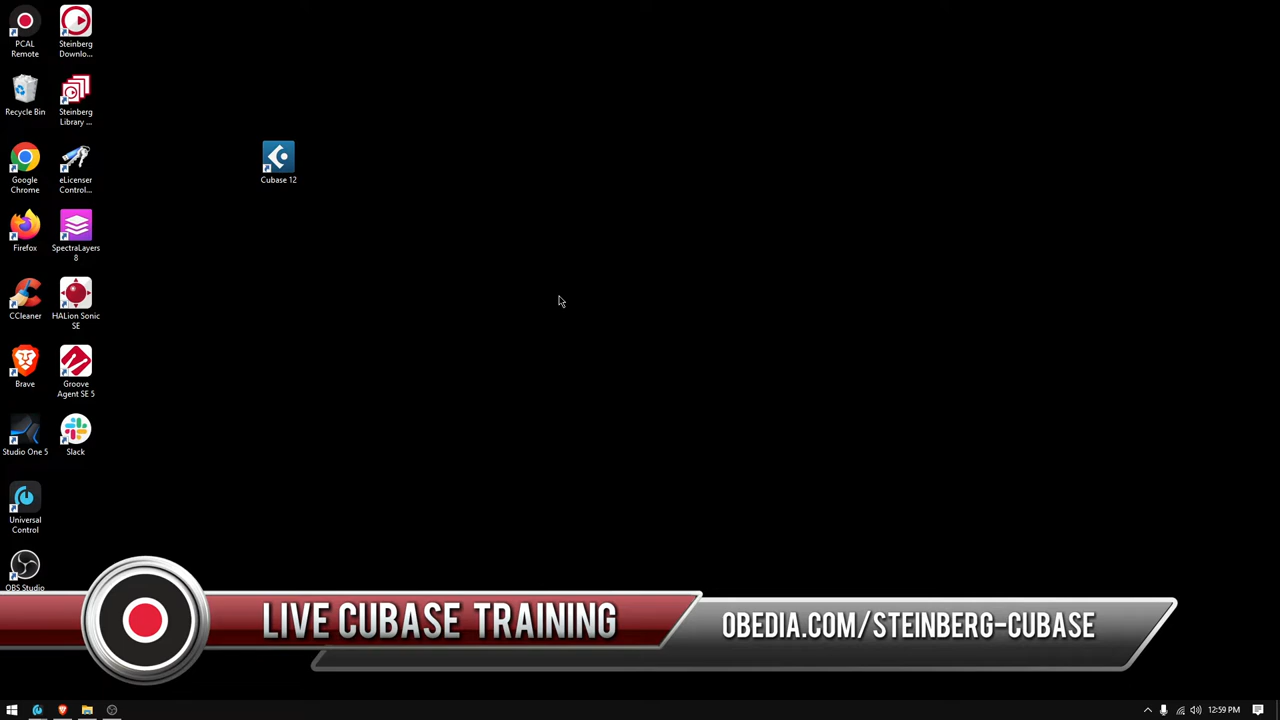 PCAL
Remote
Steinberg
Downlo...
Recycle Bin
Steinberg
Library ...
Cubase 12
Google
Chrome
eLicenser
Control...
Firefox
SpectraLayers
8
CCleaner
HALion Sonic
SE
Brave
Groove
Agent SE 5
Studio One 5
Slack
Universal
Control
OBS Studio
LIVE CUBASE TRAINING
OBEDIA.COM/STEINBERG-CUBASE
12:59 PM